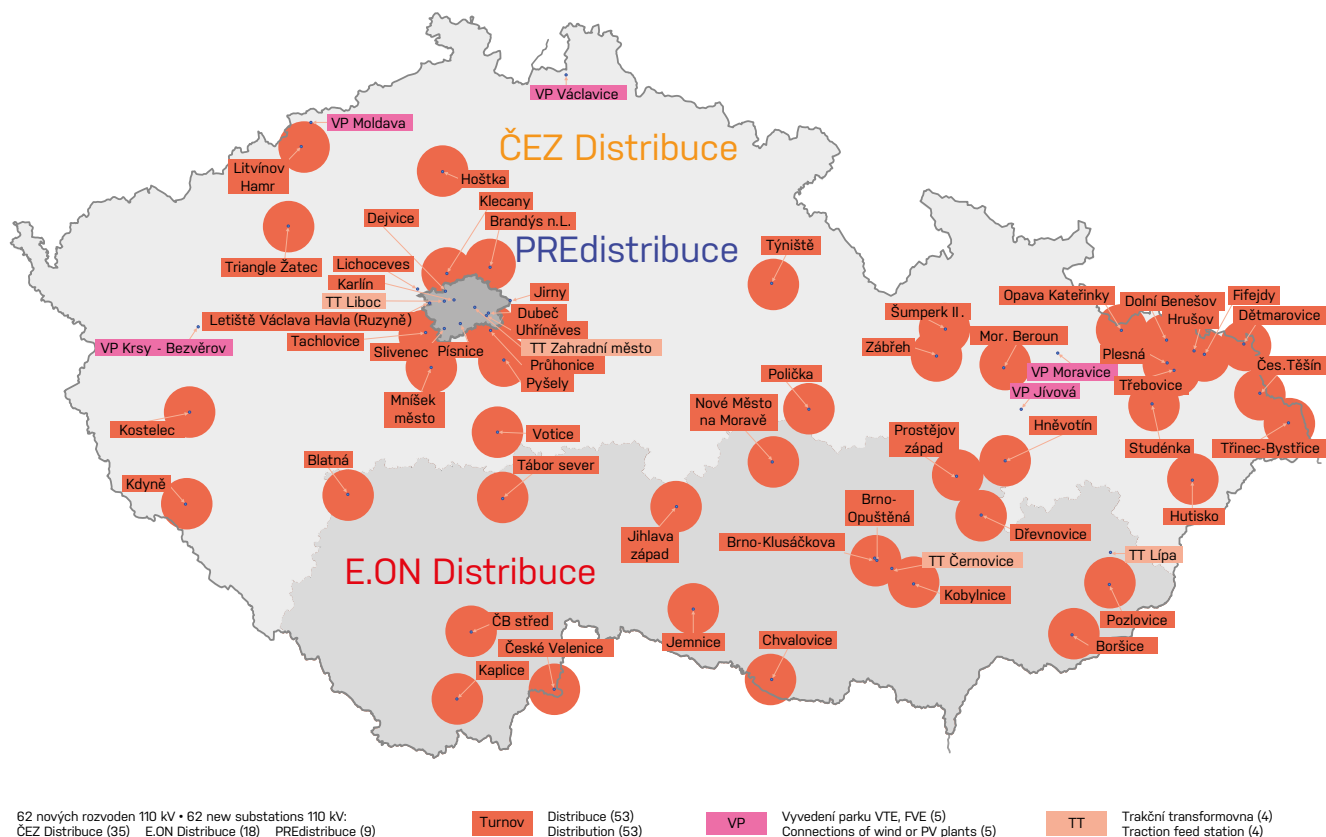 VP Václavice
VP Moldava
ČEZ Distribuce
Litvínov
Hamr
Hoštka
Klecany
Dejvice
Brandýs n.L.
PREdistribuce
Týniště
Triangle Žatec
Lichoceves
Karlín
TT Liboc
Jirny
Letiště Václava Havla (Ruzyně)
Dubeč
Uhříněves
Tachlovice
Slivenec
Písnice
TT Zahradní město
Průhonice
Pyšely
VP Krsy - Bezvěrov
Mníšek
město
Opava Kateřinky
Dolní Benešov
Fifejdy
Hrušov
Dětmarovice
Šumperk II.
Mor. Beroun
Zábřeh
Plesná
VP Moravice
Čes.Těšín
Třebovice
VP Jívová
Polička
Nové Město
na Moravě
Kostelec
Votice
Prostějov
západ
Hněvotín
Studénka
Třinec-Bystřice
Blatná
Tábor sever
Kdyně
Brno-
Opuštěná
Hutisko
Jihlava
západ
Brno-Klusáčkova
Dřevnovice
E.ON Distribuce
TT Černovice
TT Lípa
Kobylnice
ČB střed
Pozlovice
České Velenice
Jemnice
Chvalovice
Boršice
Kaplice
62 nových rozvoden 110 kV • 62 new substations 110 kV:
ČEZ Distribuce (35) E.ON Distribuce (18) PREdistribuce (9)
Turnov
Distribuce (53)
Distribution (53)
VP
Vyvedení parku VTE, FVE (5)
Connections of wind or PV plants (5)
TT
Trakční transformovna (4)
Traction feed station (4)